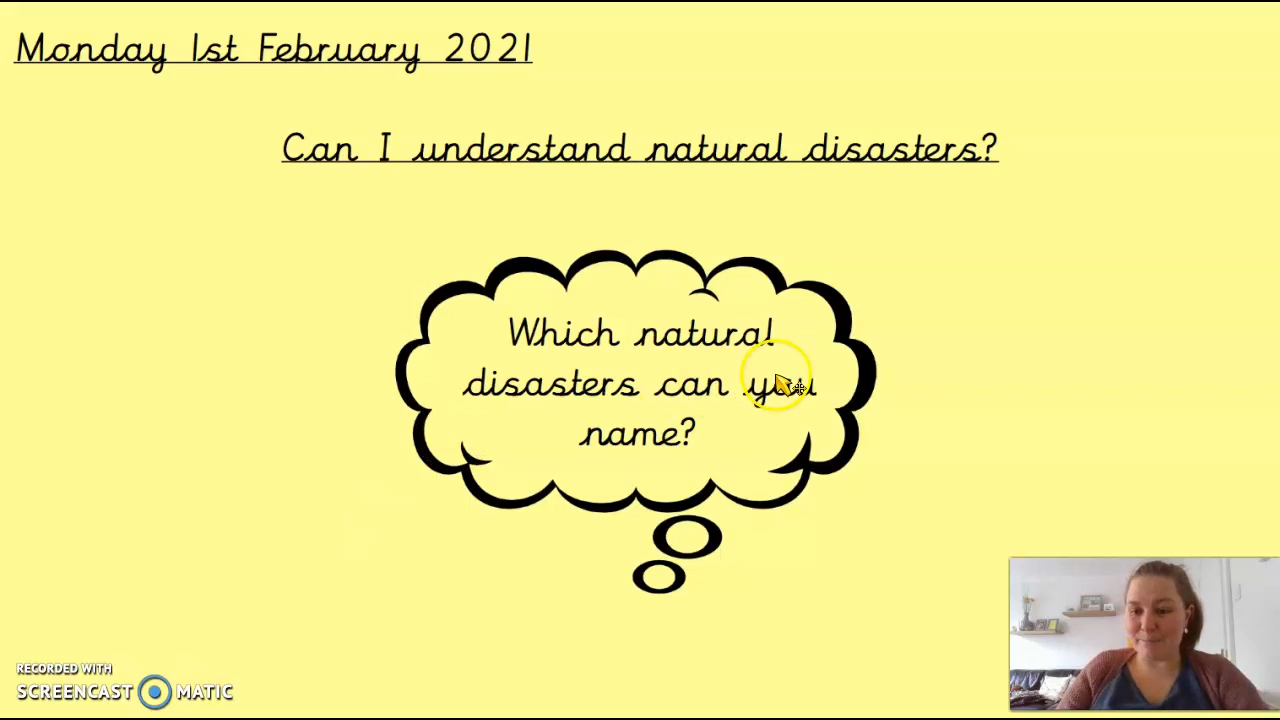 Monday 1st February 2021
Can I understand natural disasters?
Which natural
disasters can you
name?
RECORDED WITH
SCREENCAST MATIC